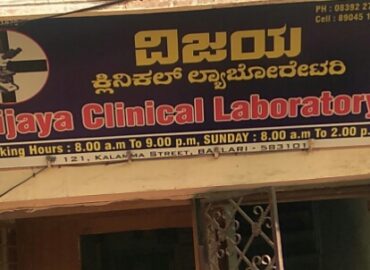 PH : 08392 27
Cell : 89045 1
ವಿಜಯ
ಕ್ಲಿನಿಕಲ್ ಲ್ಯಾಬೋರೇಟರಿ
ijaya Clinical Laboratory
king Hours : 8.00 a.m To 9.00 p.m, SUNDAY : 8.00 a.m To 2.00 p.
# 121, KALAMMA STREET, BALLARI - 583101